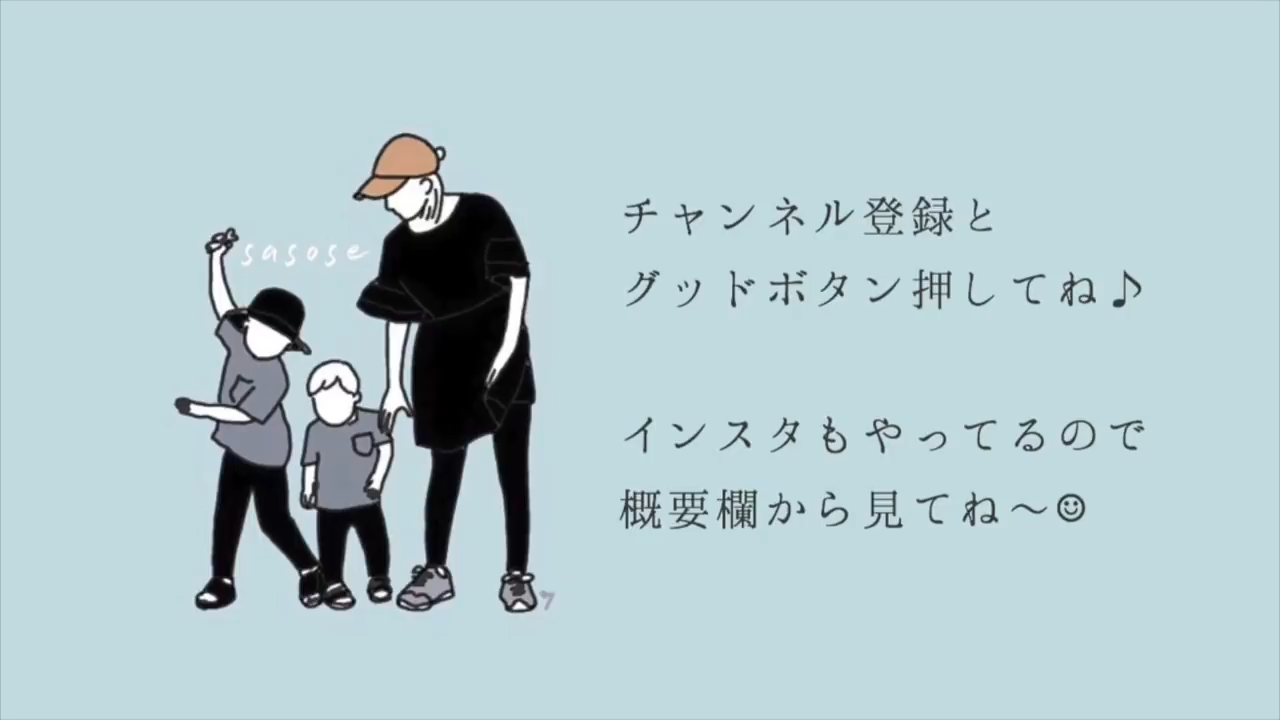 sasose
チャンネル登録と
グッドボタン押してね♪
インスタもやってるので
概要欄から見てね〜☺